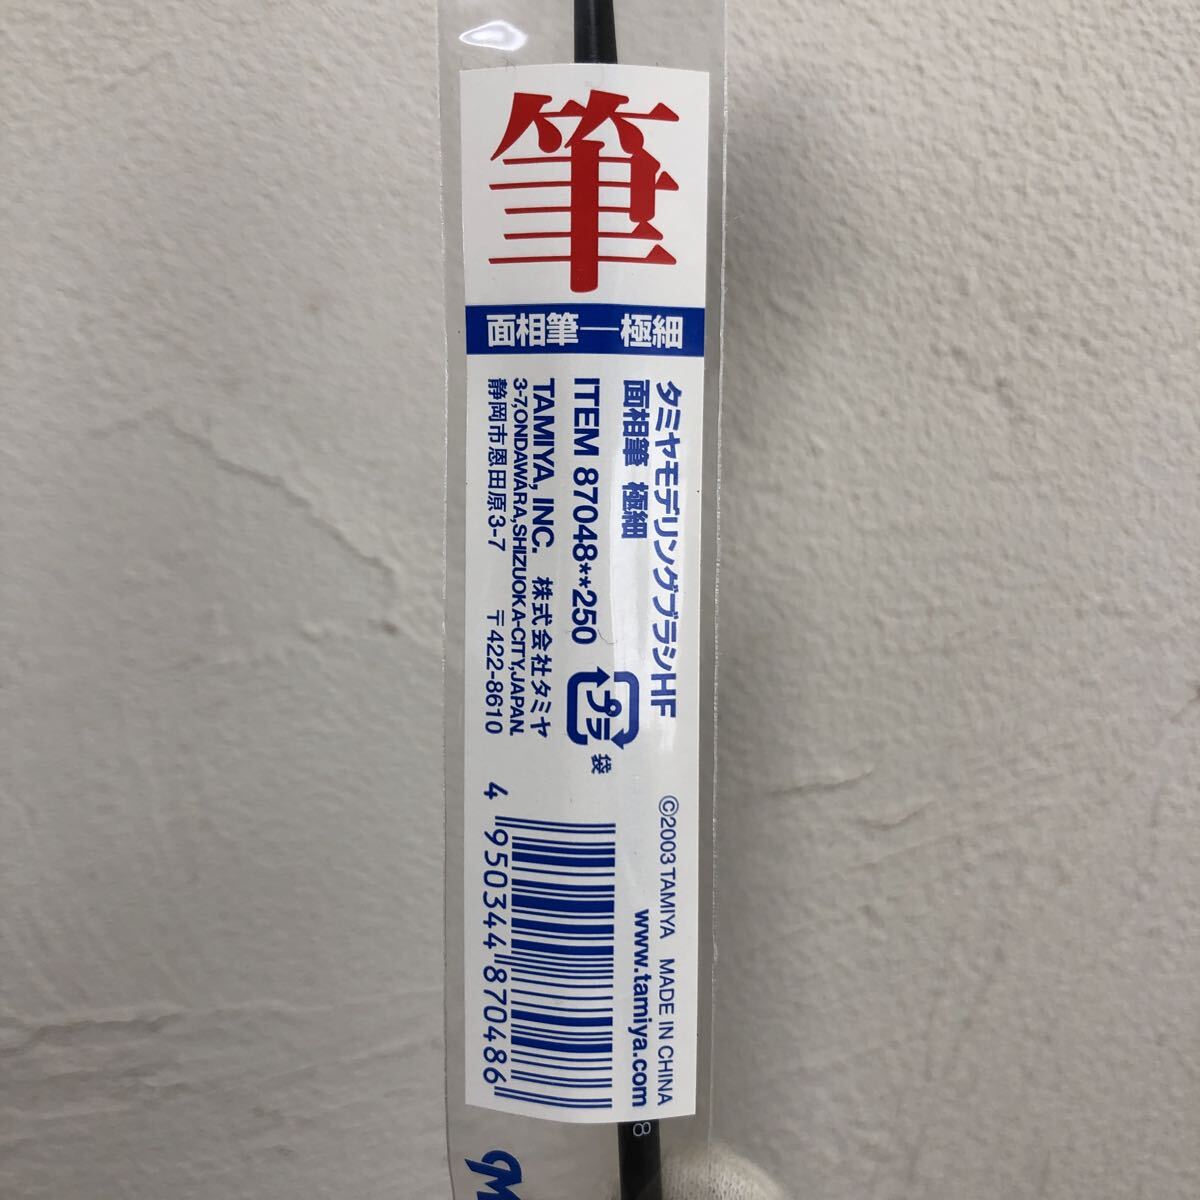 筆
面相筆―極細
タミヤモデリングブラシHF
面相筆 極細
ITEM 87048**250
TAMIYA, INC. 株式会社タミヤ
3-7,ONDAWARA,SHIZUOKA-CITY,JAPAN.
静岡市恩田原3-7 〒422-8610
プラ
袋
©2003 TAMIYA MADE IN CHINA
www.tamiya.com
4 950344 870486
8
M